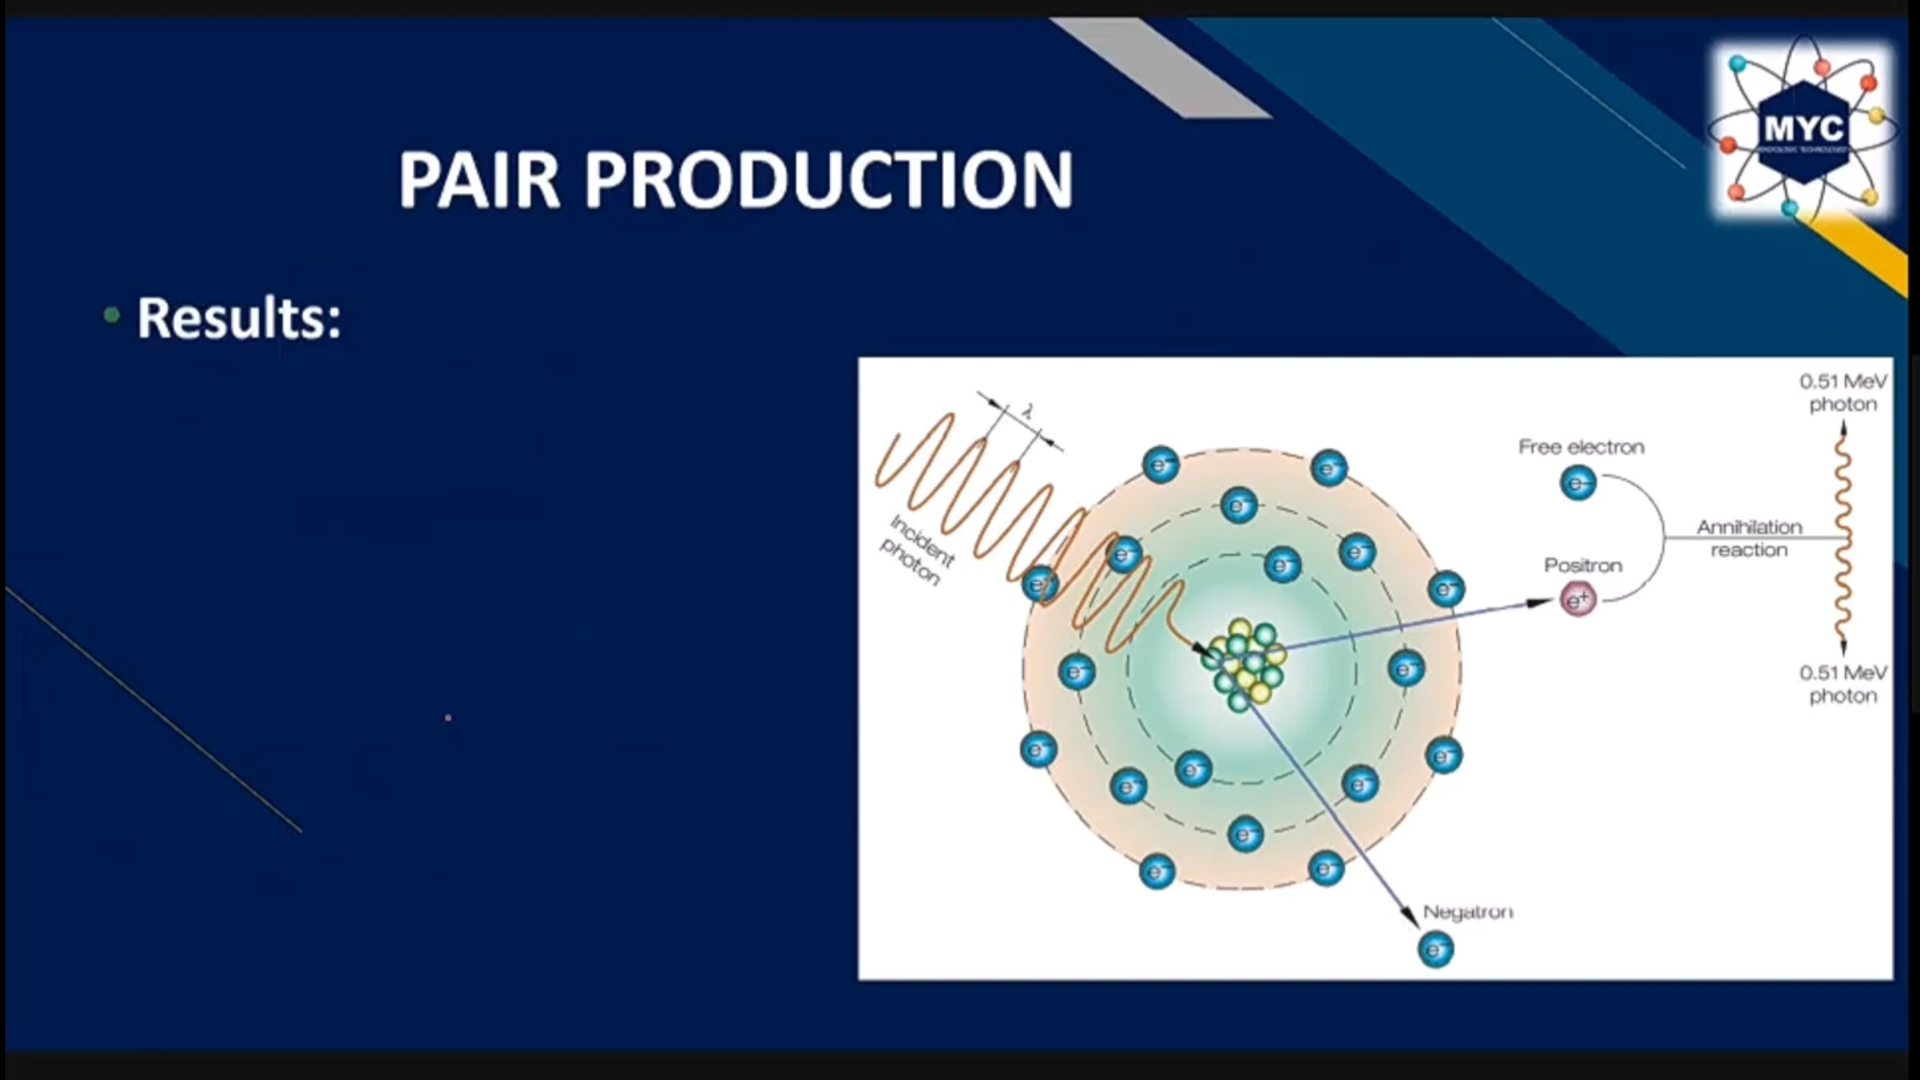 MYC
PAIR PRODUCTION
• Results:
λ
Incident
photon
e-
Free electron
e-
Positron
e+
Annihilation
reaction
0.51 MeV
photon
0.51 MeV
photon
Negatron
e-